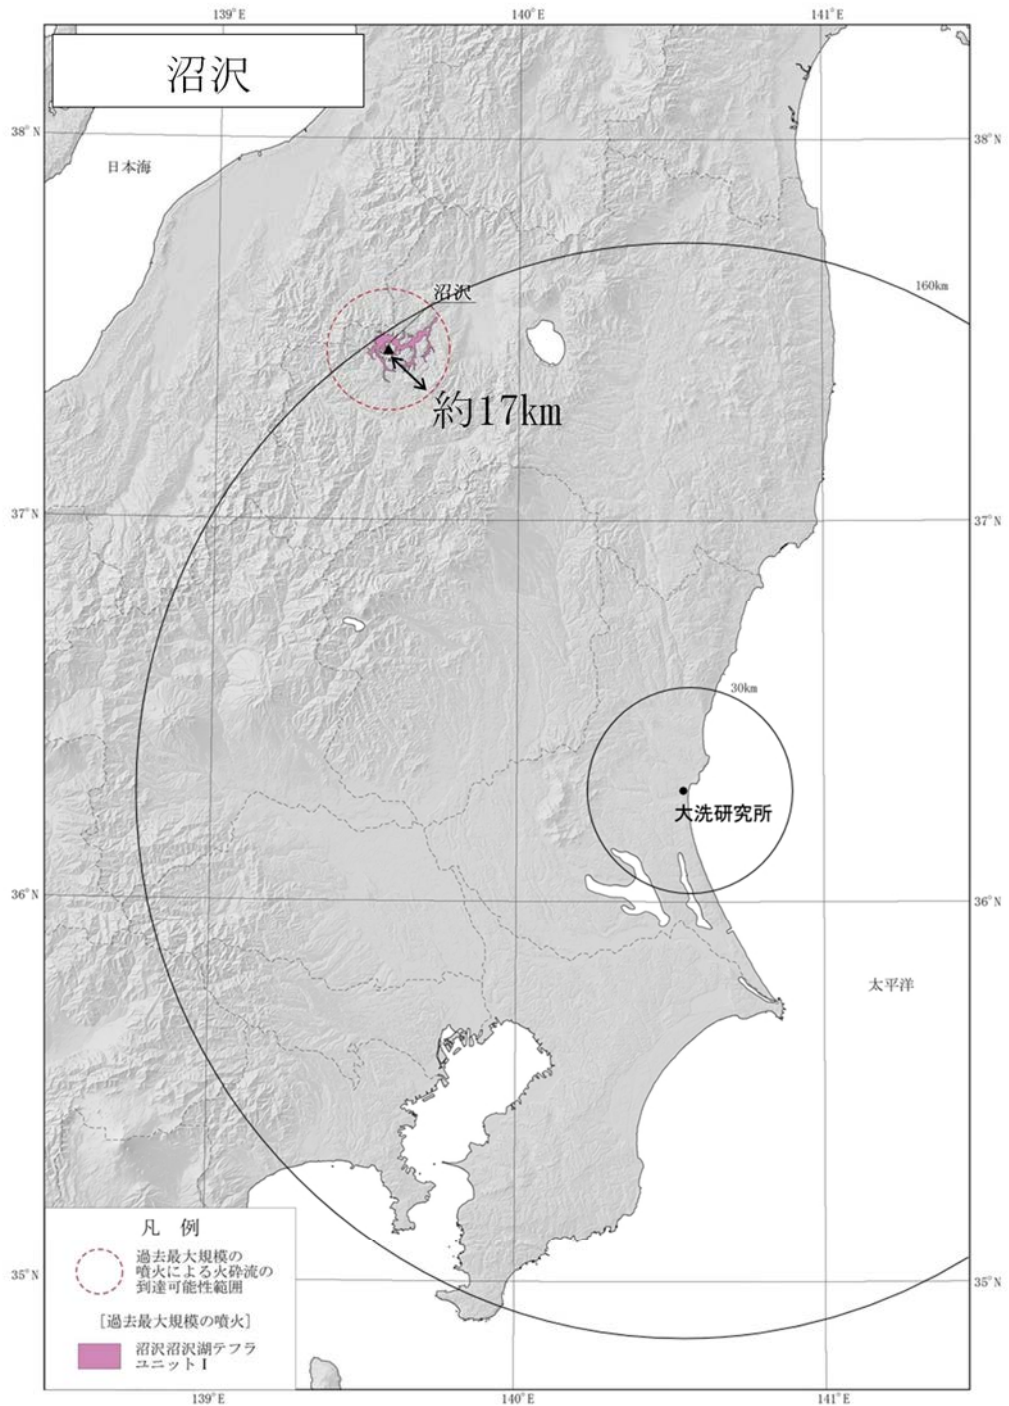 139°E
140°E
141°E
沼沢
38°N
38°N
日本海
沼沢
160km
約17km
37°N
37°N
30km
大洗研究所
36°N
36°N
太平洋
凡 例
過去最大規模の
噴火による火砕流の
到達可能性範囲
[過去最大規模の噴火]
沼沢沼沢湖テフラ
ユニットⅠ
35°N
35°N
139°E
140°E
141°E